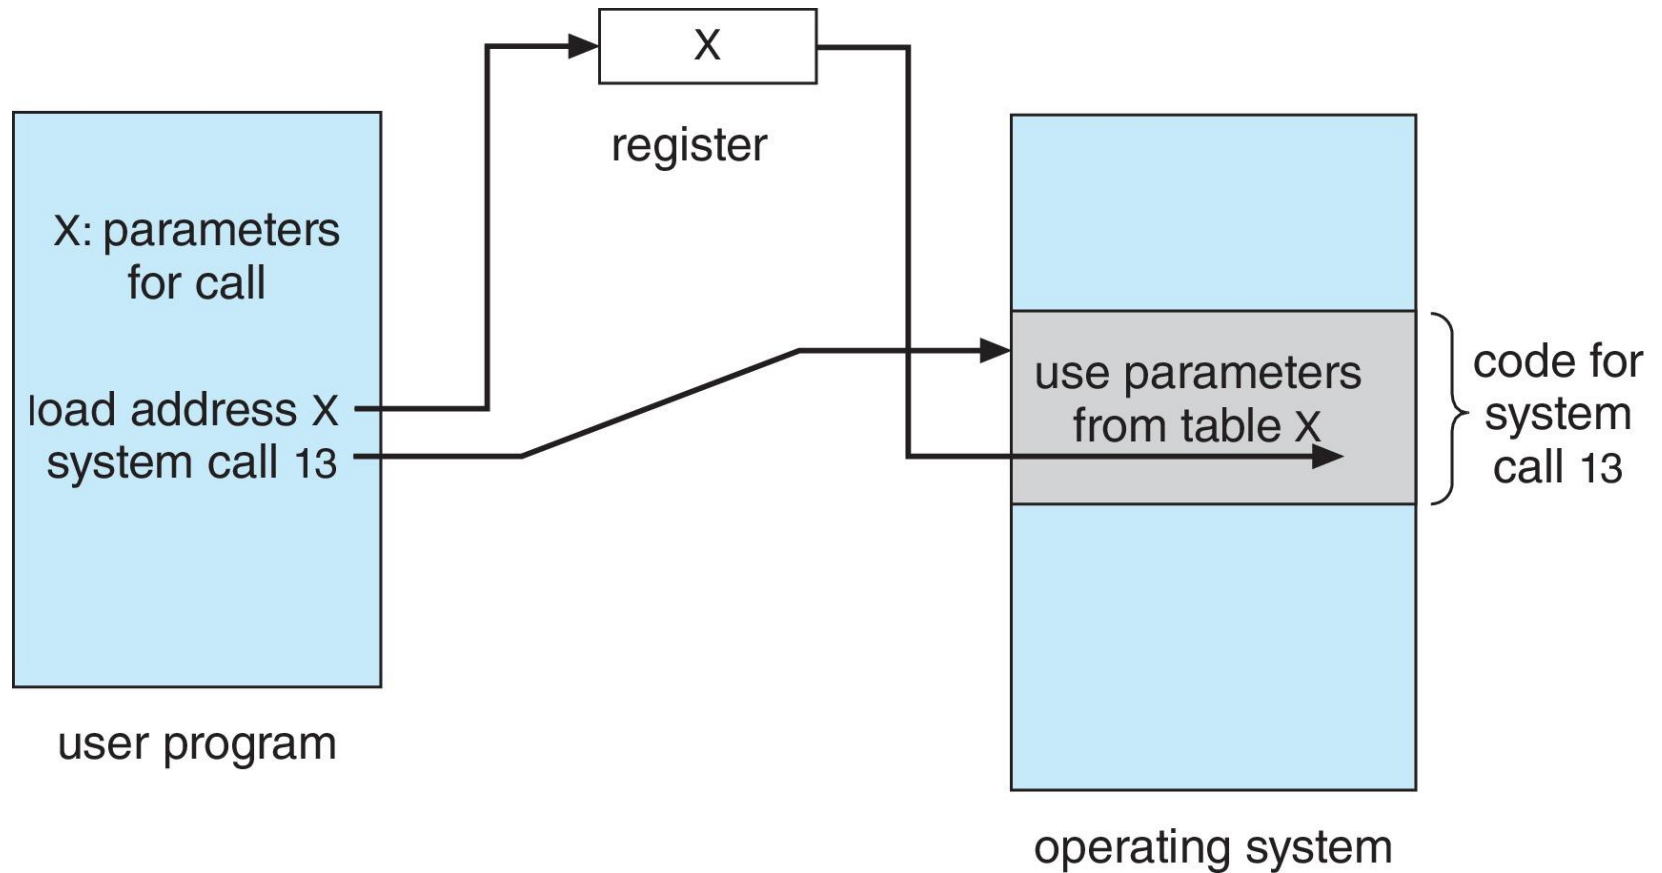 X
register
X: parameters
for call
load address X
system call 13
user program
use parameters
from table X
code for
system
call 13
operating system